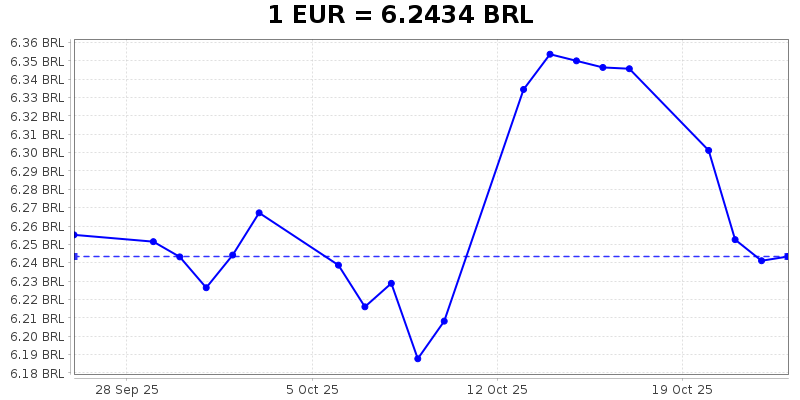 1 EUR = 6.2434 BRL
6.36 BRL
6.35 BRL
6.34 BRL
6.33 BRL
6.32 BRL
6.31 BRL
6.30 BRL
6.29 BRL
6.28 BRL
6.27 BRL
6.26 BRL
6.25 BRL
6.24 BRL
6.23 BRL
6.22 BRL
6.21 BRL
6.20 BRL
6.19 BRL
6.18 BRL
28 Sep 25 5 Oct 25 12 Oct 25 19 Oct 25